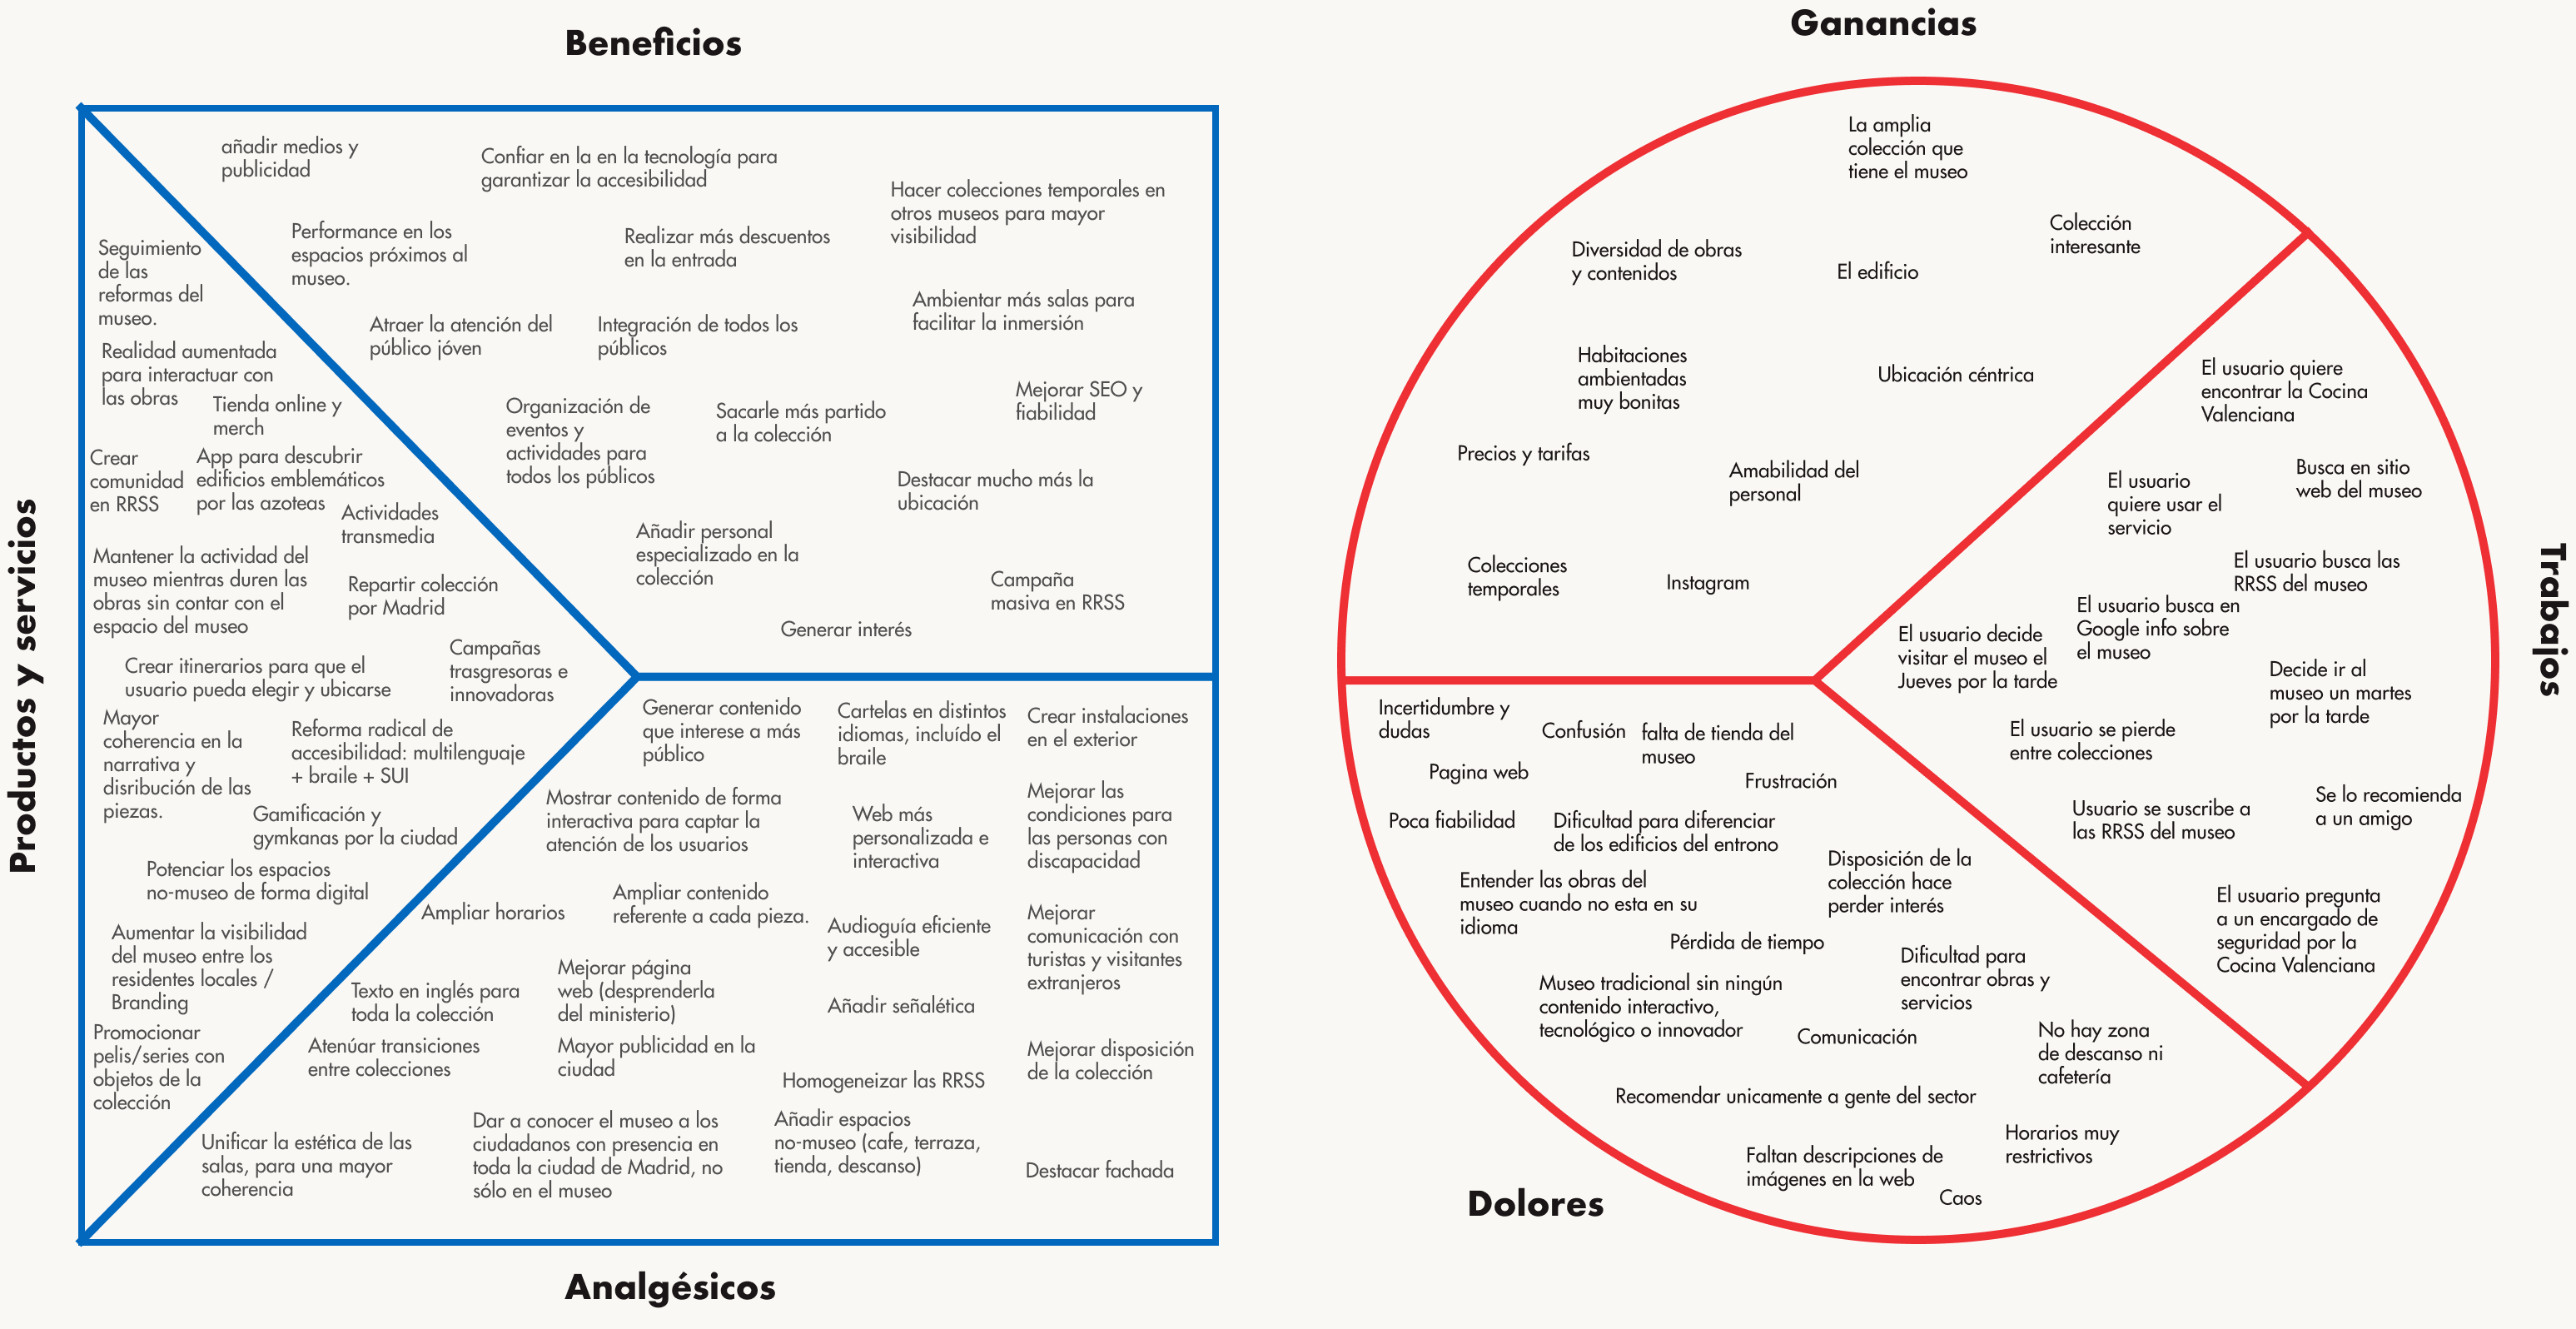 Beneficios
añadir medios y
publicidad
Confiar en la en la tecnología para
garantizar la accesibilidad
Hacer colecciones temporales en
otros museos para mayor
visibilidad
Performance en los
espacios próximos al
museo.
Realizar más descuentos
en la entrada
Ambientar más salas para
facilitar la inmersión
Atraer la atención del
público jóven
Integración de todos los
públicos
Mejorar SEO y
fiabilidad
Organización de
eventos y
actividades para
todos los públicos
Sacarle más partido
a la colección
Destacar mucho más la
ubicación
Añadir personal
especializado en la
colección
Campaña
masiva en RRSS
Generar interés
Productos y servicios
Seguimiento
de las
reformas del
museo.
Realidad aumentada
para interactuar con
las obras
Tienda online y
merch
Crear
comunidad
en RRSS
App para descubrir
edificios emblemáticos
por las azoteas
Actividades
transmedia
Mantener la actividad del
museo mientras duren las
obras sin contar con el
espacio del museo
Repartir colección
por Madrid
Campañas
trasgresoras e
innovadoras
Crear itinerarios para que el
usuario pueda elegir y ubicarse
Mayor
coherencia en la
narrativa y
disribución de las
piezas.
Reforma radical de
accesibilidad: multilenguaje
+ braile + SUI
Gamificación y
gymkanas por la ciudad
Potenciar los espacios
no-museo de forma digital
Aumentar la visibilidad
del museo entre los
residentes locales /
Branding
Promocionar
pelis/series con
objetos de la
colección
Generar contenido
que interese a más
público
Cartelas en distintos
idiomas, incluído el
braile
Crear instalaciones
en el exterior
Mostrar contenido de forma
interactiva para captar la
atención de los usuarios
Web más
personalizada e
interactiva
Mejorar las
condiciones para
las personas con
discapacidad
Ampliar horarios
Ampliar contenido
referente a cada pieza.
Audioguía eficiente
y accesible
Mejorar
comunicación con
turistas y visitantes
extranjeros
Texto en inglés para
toda la colección
Mejorar página
web (desprenderla
del ministerio)
Añadir señalética
Atenúar transiciones
entre colecciones
Mayor publicidad en la
ciudad
Homogeneizar las RRSS
Mejorar disposición
de la colección
Unificar la estética de las
salas, para una mayor
coherencia
Dar a conocer el museo a los
ciudadanos con presencia en
toda la ciudad de Madrid, no
sólo en el museo
Añadir espacios
no-museo (cafe, terraza,
tienda, descanso)
Destacar fachada
Analgésicos
Ganancias
La amplia
colección que
tiene el museo
Colección
interesante
Diversidad de obras
y contenidos
El edificio
Habitaciones
ambientadas
muy bonitas
Ubicación céntrica
Precios y tarifas
Amabilidad del
personal
Colecciones
temporales
Instagram
Trabajos
El usuario quiere
encontrar la Cocina
Valenciana
El usuario
quiere usar el
servicio
Busca en sitio
web del museo
El usuario busca las
RRSS del museo
El usuario busca en
Google info sobre
el museo
El usuario decide
visitar el museo el
Jueves por la tarde
Decide ir al
museo un martes
por la tarde
El usuario se pierde
entre colecciones
Usuario se suscribe a
las RRSS del museo
Se lo recomienda
a un amigo
El usuario pregunta
a un encargado de
seguridad por la
Cocina Valenciana
Incertidumbre y
dudas
Confusión
falta de tienda del
museo
Pagina web
Frustración
Poca fiabilidad
Dificultad para diferenciar
de los edificios del entrono
Disposición de la
colección hace
perder interés
Entender las obras del
museo cuando no esta en su
idioma
Pérdida de tiempo
Dificultad para
encontrar obras y
servicios
Museo tradicional sin ningún
contenido interactivo,
tecnológico o innovador
Comunicación
No hay zona
de descanso ni
cafetería
Recomendar unicamente a gente del sector
Horarios muy
restrictivos
Faltan descripciones de
imágenes en la web
Caos
Dolores